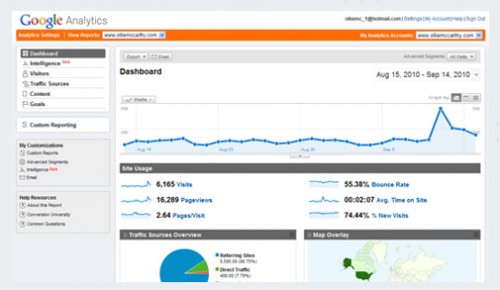 Google Analytics
olliemc_1@hotmail.com | Settings | My Account | Help | Sign Out
Analytics Settings | View Reports: www.olliemccarthy.com
My Analytics Accounts: www.olliemccarthy.com
Dashboard
Intelligence Beta
Visitors
Traffic Sources
Content
Goals
Custom Reporting
My Customizations
Custom Reports
Advanced Segments
Intelligence Beta
Email
Help Resources
About this Report
Conversion University
Common Questions
Export
Email
Advanced Segments: All Visits
Dashboard
Aug 15, 2010 - Sep 14, 2010
Visits
Graph by:
Aug 16
Aug 23
Aug 30
Sep 6
Site Usage
6,165 Visits
16,289 Pageviews
2.64 Pages/Visit
55.38% Bounce Rate
00:02:07 Avg. Time on Site
74.44% % New Visits
Traffic Sources Overview
Referring Sites
Direct Traffic
Map Overlay